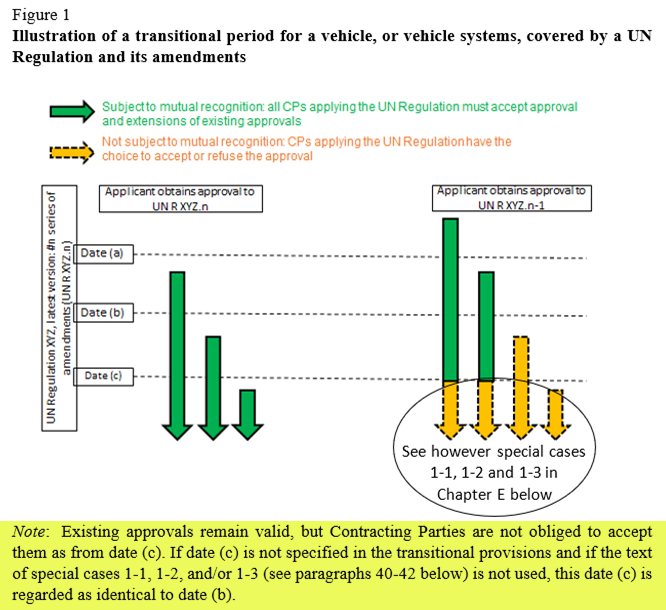 Figure 1
Illustration of a transitional period for a vehicle, or vehicle systems, covered by a UN
Regulation and its amendments
Subject to mutual recognition: all CPs applying the UN Regulation must accept approval
and extensions of existing approvals
Not subject to mutual recognition: CPs applying the UN Regulation have the
choice to accept or refuse the approval
UN Regulation XYZ, latest version: #n series of
amendments (UN R XYZ.n)
Applicant obtains approval to
UN R XYZ.n
Applicant obtains approval to
UN R XYZ.n-1
Date (a)
Date (b)
Date (c)
See however special cases
1-1, 1-2 and 1-3 in
Chapter E below
Note: Existing approvals remain valid, but Contracting Parties are not obliged to accept
them as from date (c). If date (c) is not specified in the transitional provisions and if the text
of special cases 1-1, 1-2, and/or 1-3 (see paragraphs 40-42 below) is not used, this date (c) is
regarded as identical to date (b).